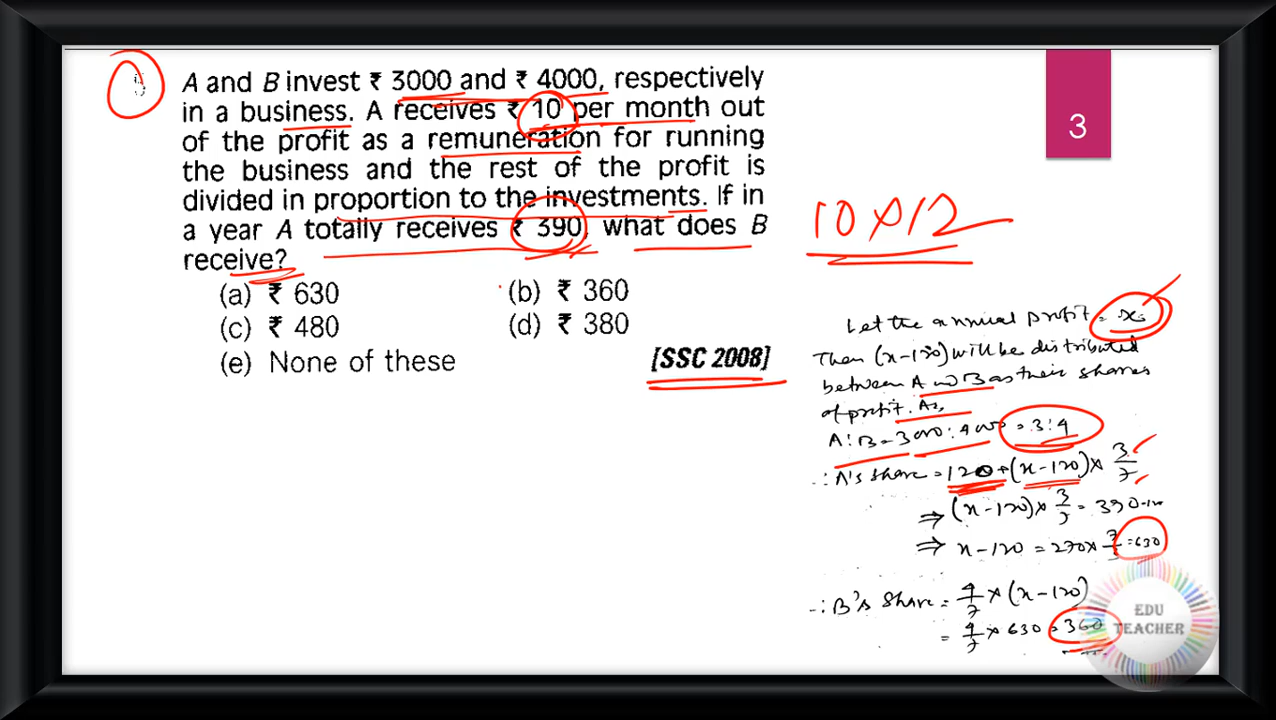 A and B invest ₹ 3000 and ₹ 4000, respectively
in a business. A receives ₹ 10 per month out
of the profit as a remuneration for running
the business and the rest of the profit is
divided in proportion to the investments. If in
a year A totally receives ₹ 390, what does B
receive?
(a) ₹ 630 (b) ₹ 360
(c) ₹ 480 (d) ₹ 380
(e) None of these [SSC 2008]
3
10×12
Let the annual profit = x.
Then (x-120) will be distributed
between A and B as their shares
of profit. As,
A:B = 3000:4000 = 3:4
∴ A's share = 120+(x-120)× 3/7
⇒ (x-120)× 3/7 = 390-120
⇒ x-120 = 270× 7/3 = 630
∴ B's share = 4/7 ×(x-120)
= 4/7 × 630 = 360
EDU
TEACHER